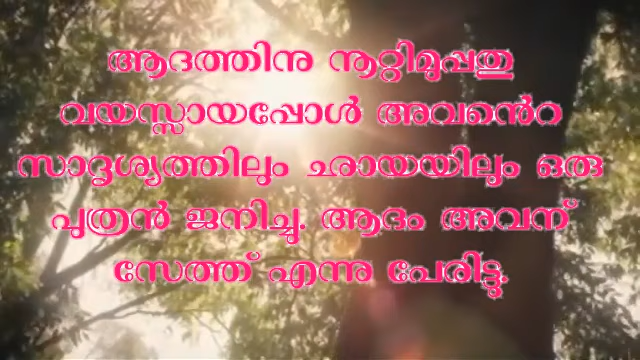 ആദത്തിനു നൂറ്റിമുപ്പതു
വയസ്സായപ്പോൾ അവൻെറ
സാദൃശ്യത്തിലും ഛായയിലും ഒരു
പുത്രൻ ജനിച്ചു. ആദം അവന്
സേത്ത് എന്നു പേരിട്ടു.